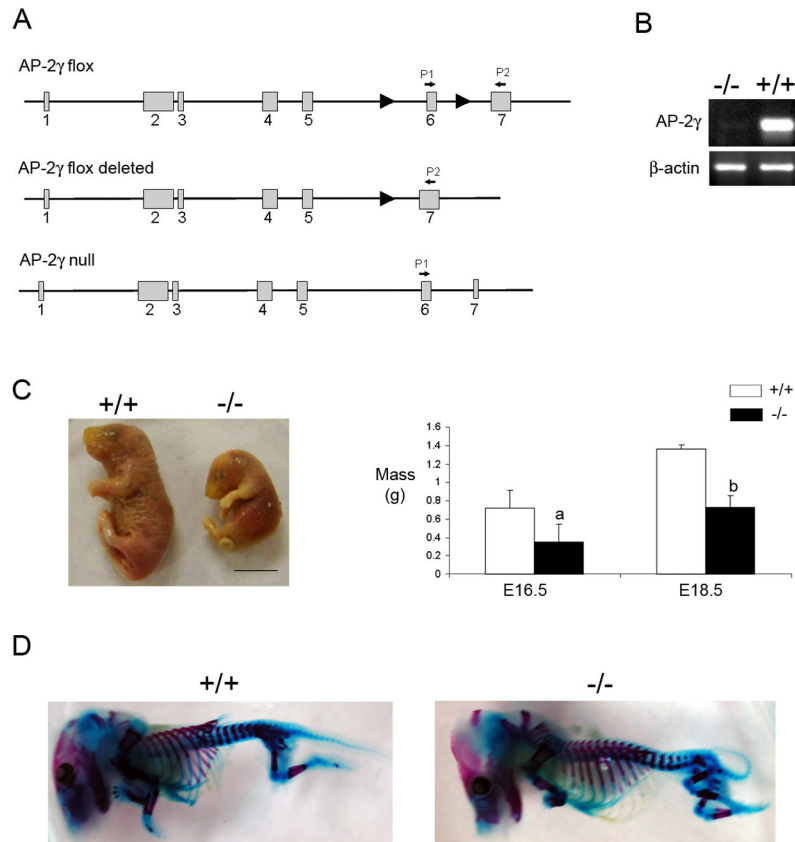 A
AP-2γ flox
P1 P2
1 2 3 4 5 6 7
AP-2γ flox deleted
P2
1 2 3 4 5 7
AP-2γ null
P1
1 2 3 4 5 6 7
B
-/- +/+
AP-2γ
β-actin
C
+/+ -/-
+/+
-/-
Mass
(g)
1.6
1.4
1.2
1
0.8
0.6
0.4
0.2
0
a
b
E16.5 E18.5
D
+/+ -/-